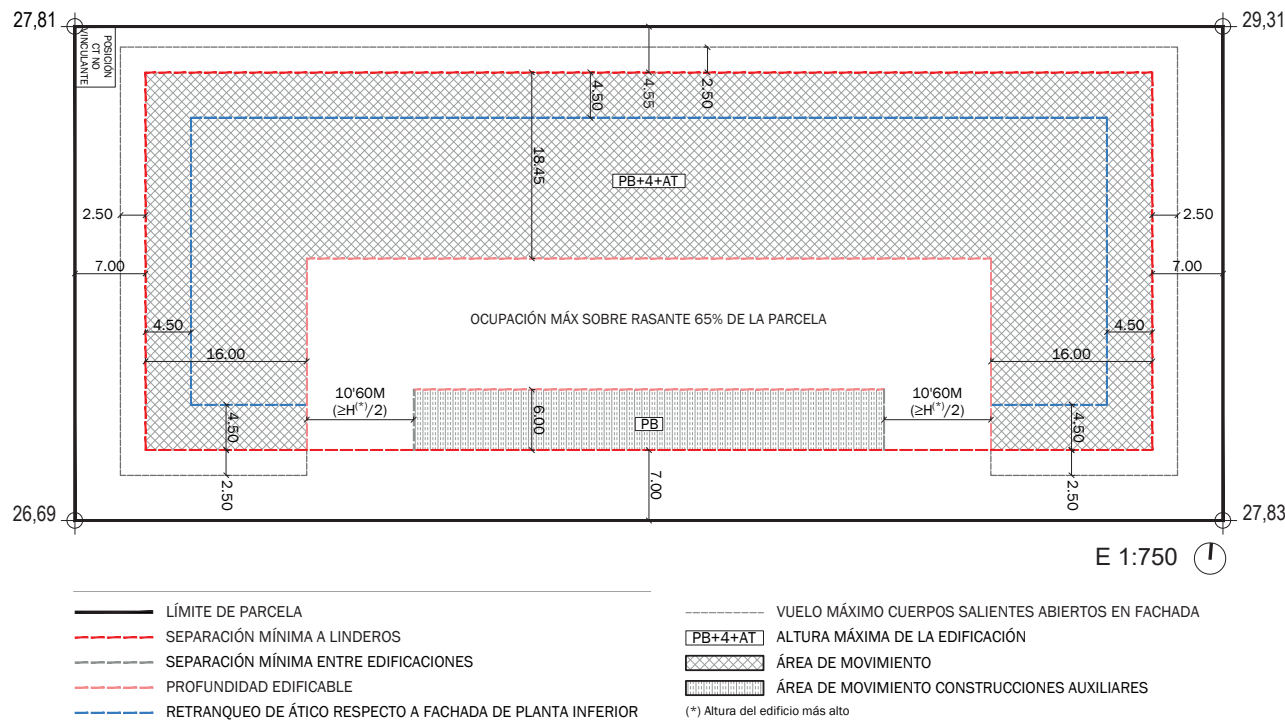 27,81
29,31
POSICIÓN
CT NO
VINCULANTE
4.50
4.55
2.50
18.45
PB+4+AT
2.50
2.50
7.00
7.00
OCUPACIÓN MÁX SOBRE RASANTE 65% DE LA PARCELA
4.50
4.50
16.00
16.00
10'60M
(≥H(*)/2)
10'60M
(≥H(*)/2)
4.50
6.00
PB
4.50
2.50
7.00
2.50
26,69
27,83
E 1:750
LÍMITE DE PARCELA
SEPARACIÓN MÍNIMA A LINDEROS
SEPARACIÓN MÍNIMA ENTRE EDIFICACIONES
PROFUNDIDAD EDIFICABLE
RETRANQUEO DE ÁTICO RESPECTO A FACHADA DE PLANTA INFERIOR
VUELO MÁXIMO CUERPOS SALIENTES ABIERTOS EN FACHADA
PB+4+AT ALTURA MÁXIMA DE LA EDIFICACIÓN
ÁREA DE MOVIMIENTO
ÁREA DE MOVIMIENTO CONSTRUCCIONES AUXILIARES
(*) Altura del edificio más alto